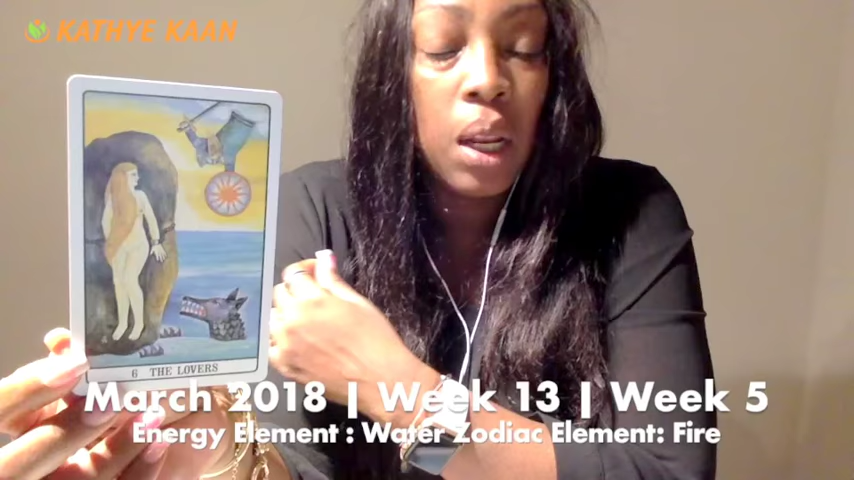 KATHYE KAAN
6 THE LOVERS
March 2018 | Week 13 | Week 5
Energy Element : Water Zodiac Element: Fire